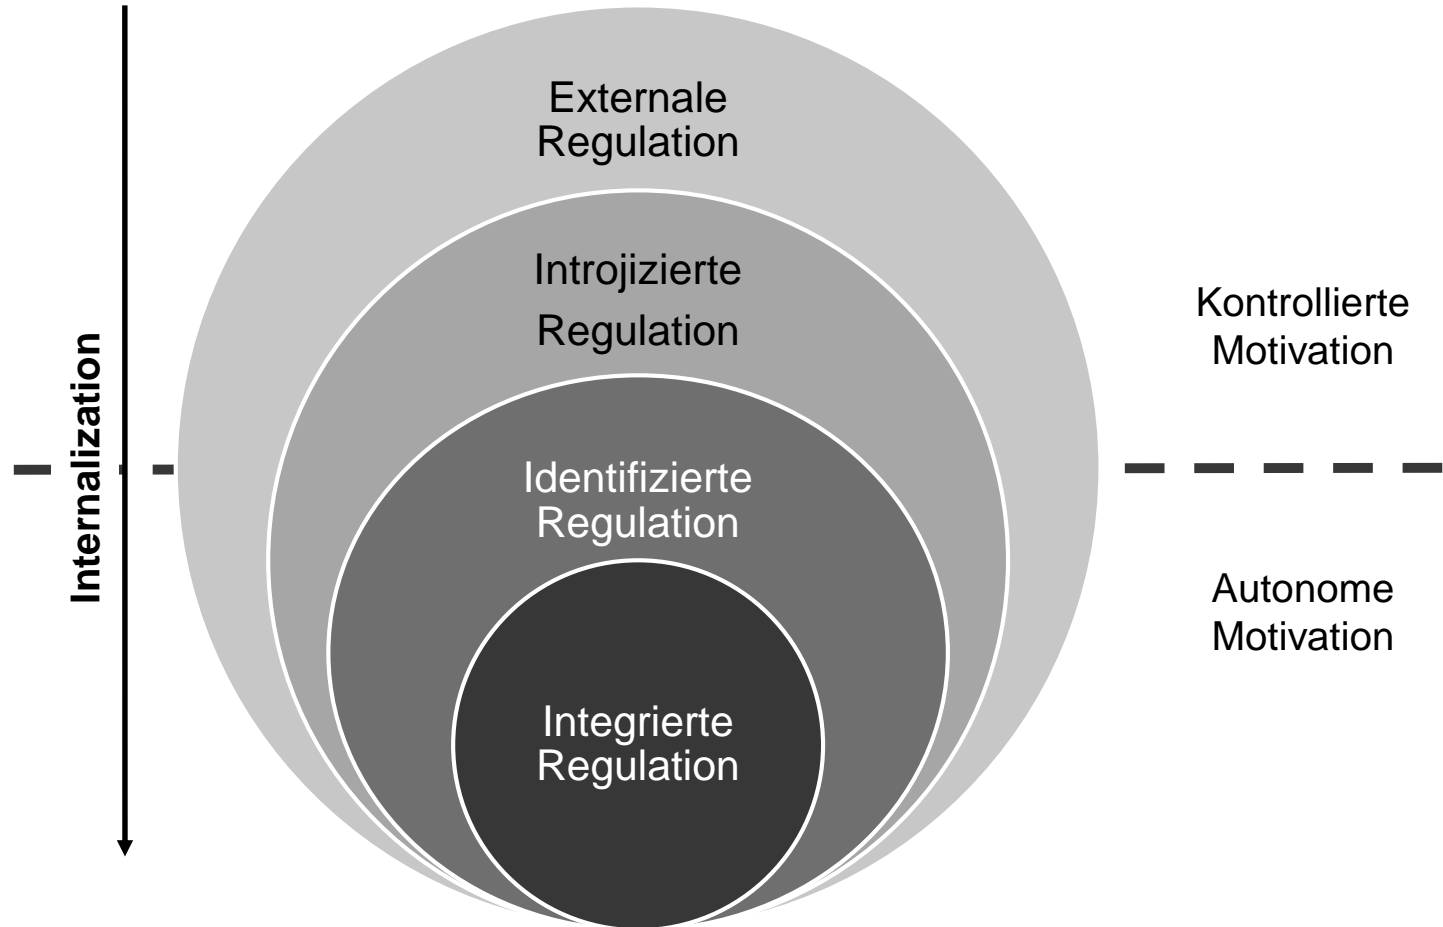 Externale
Regulation
Introjizierte
Regulation
Kontrollierte
Motivation
Internalization
Identifizierte
Regulation
Autonome
Motivation
Integrierte
Regulation